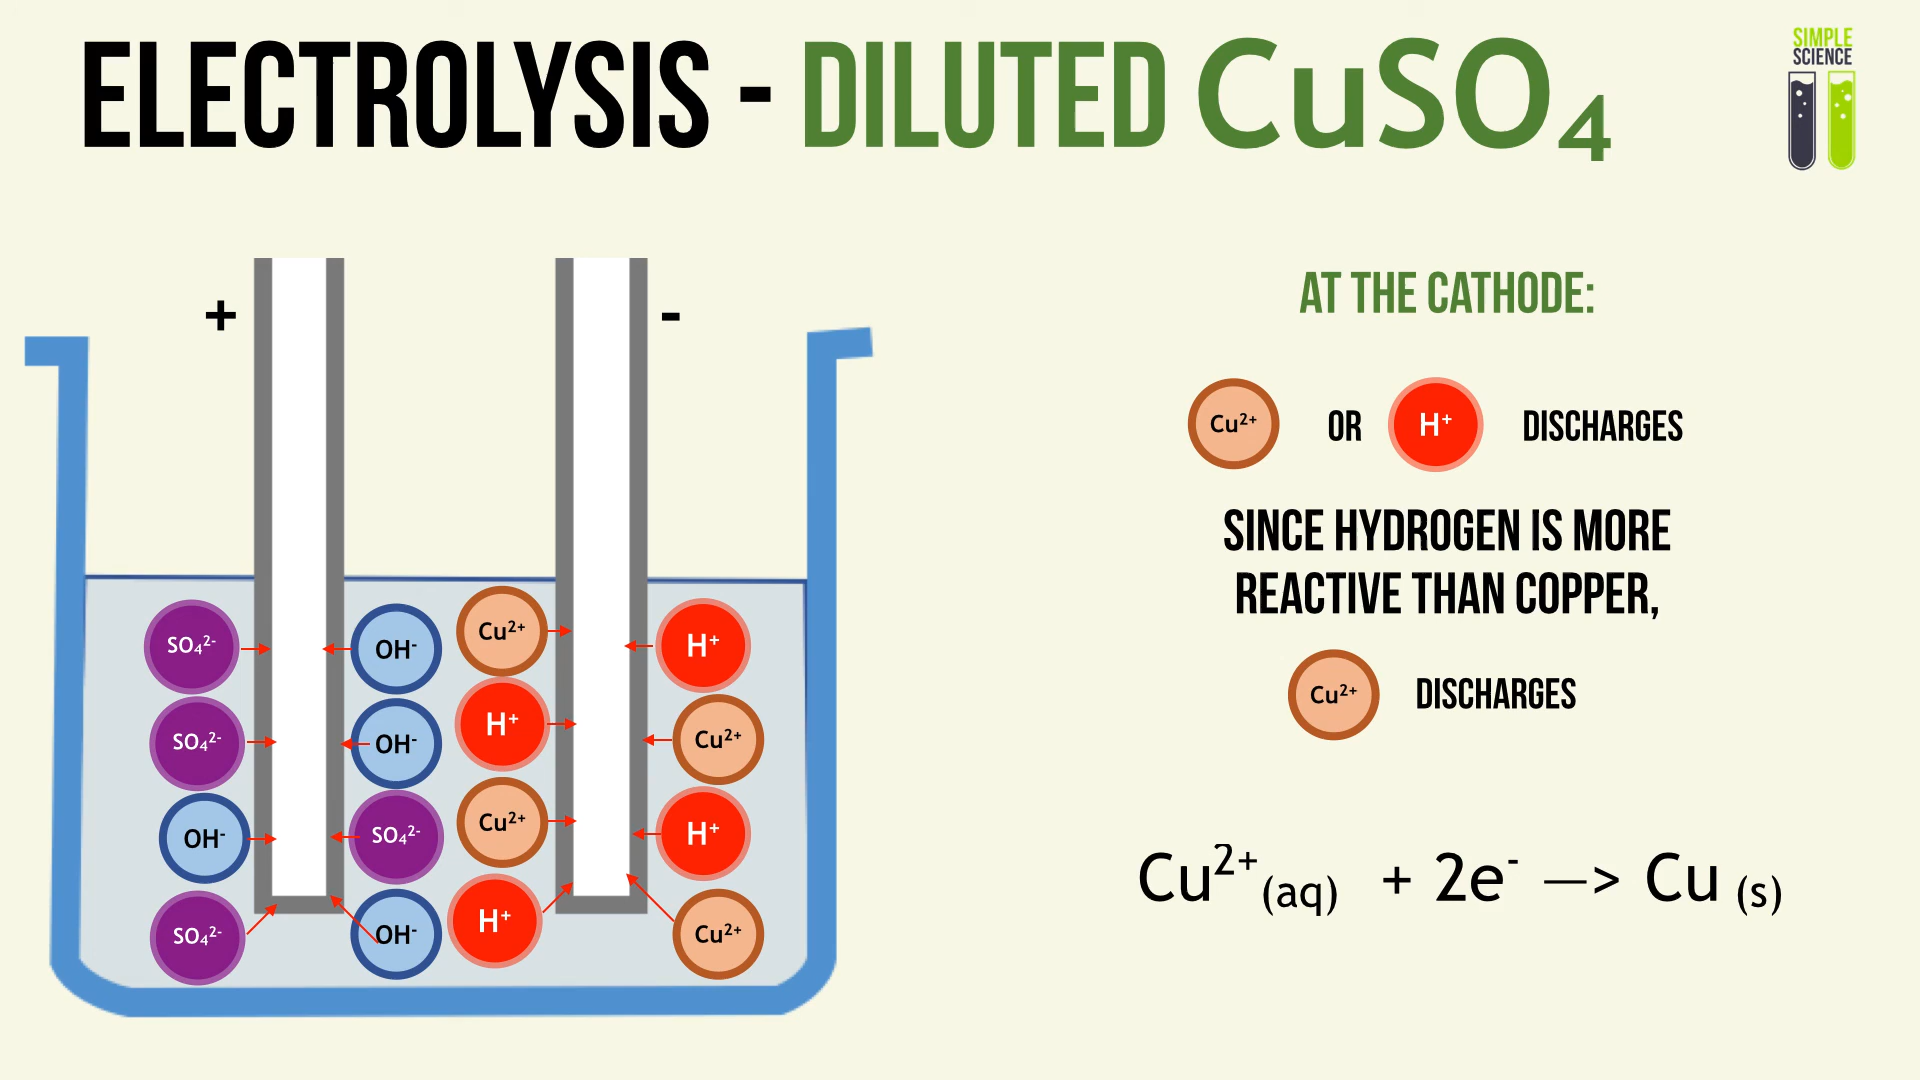 ELECTROLYSIS - DILUTED CuSO₄
SIMPLE
SCIENCE
+
-
AT THE CATHODE:
Cu²⁺ OR H⁺ DISCHARGES
SINCE HYDROGEN IS MORE
REACTIVE THAN COPPER,
Cu²⁺ DISCHARGES
Cu²⁺(aq) + 2e⁻ —> Cu (s)
SO₄²⁻
OH⁻
Cu²⁺
H⁺
SO₄²⁻
OH⁻
H⁺
Cu²⁺
OH⁻
SO₄²⁻
Cu²⁺
H⁺
SO₄²⁻
OH⁻
H⁺
Cu²⁺